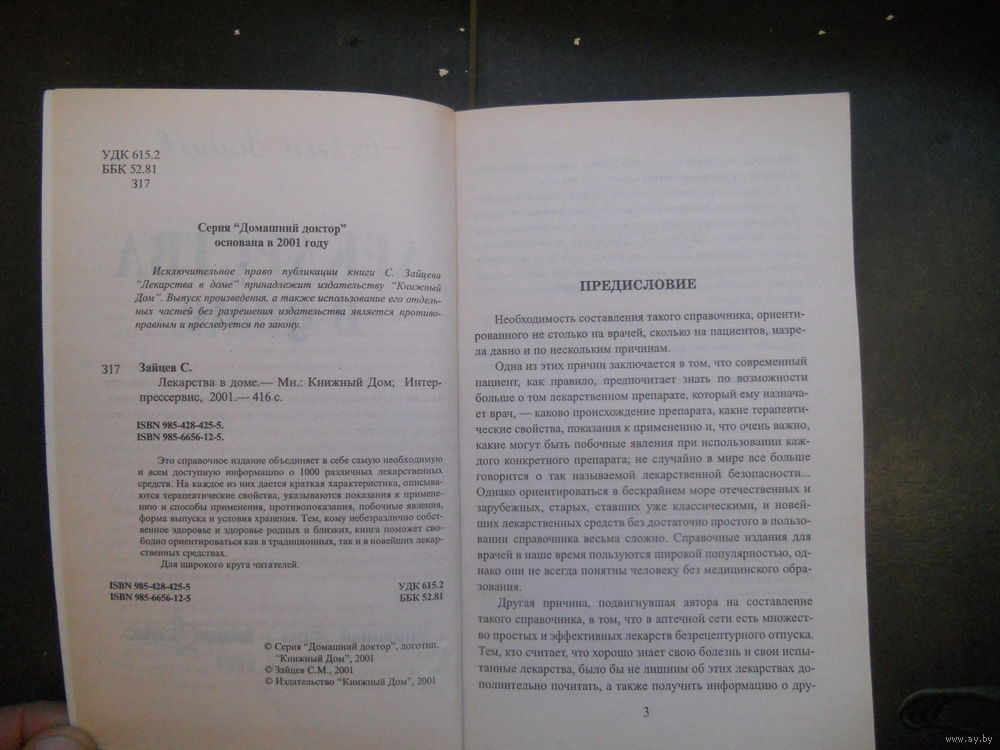 УДК 615.2
ББК 52.81
З17
Серия “Домашний доктор”
основана в 2001 году
Исключительное право публикации книги С. Зайцева
“Лекарства в доме” принадлежит издательству “Книжный
Дом”. Выпуск произведения, а также использование его отдель-
ных частей без разрешения издательства является противо-
правным и преследуется по закону.
З17 Зайцев С.
Лекарства в доме.— Мн.: Книжный Дом; Интер-
прессервис, 2001.— 416 с.
ISBN 985-428-425-5.
ISBN 985-6656-12-5.
Это справочное издание объединяет в себе самую необходимую
и всем доступную информацию о 1000 различных лекарственных
средств. На каждое из них дается краткая характеристика, описыва-
ются терапевтические свойства, указываются показания к примене-
нию и способы применения, противопоказания, побочные явления,
форма выпуска и условия хранения. Тем, кому небезразлично собст-
венное здоровье и здоровье родных и близких, книга поможет сво-
бодно ориентироваться как в традиционных, так и в новейших лекар-
ственных средствах.
Для широкого круга читателей.
ISBN 985-428-425-5 УДК 615.2
ISBN 985-6656-12-5 ББК 52.81
© Серия “Домашний доктор”, логотип.
“Книжный Дом”, 2001
© Зайцев С.М., 2001
© Издательство “Книжный Дом”, 2001
ПРЕДИСЛОВИЕ
Необходимость составления такого справочника, ориенти-
рованного не столько на врачей, сколько на пациентов, назре-
ла давно и по нескольким причинам.
Одна из этих причин заключается в том, что современный
пациент, как правило, предпочитает знать по возможности
больше о том лекарственном препарате, который ему назнача-
ет врач, — каково происхождение препарата, какие терапевти-
ческие свойства, показания к применению и, что очень важно,
какие могут быть побочные явления при использовании каж-
дого конкретного препарата; не случайно в мире все больше
говорится о так называемой лекарственной безопасности...
Однако ориентироваться в бескрайнем море отечественных и
зарубежных, старых, ставших уже классическими, и новей-
ших лекарственных средств без достаточно простого в пользо-
вании справочника весьма сложно. Справочные издания для
врачей в наше время пользуются широкой популярностью, од-
нако они не всегда понятны человеку без медицинского обра-
зования.
Другая причина, подвигнувшая автора на составление
такого справочника, в том, что в аптечной сети есть множест-
во простых и эффективных лекарств безрецептурного отпуска.
Тем, кто считает, что хорошо знает свою болезнь и свои испы-
танные лекарства, было бы не лишним об этих лекарствах до-
полнительно почитать, а также получить информацию о дру-
3
www.ay.by